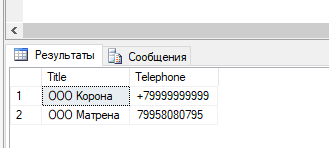 Результаты Сообщения
Title Telephone
1 ООО Корона +79999999999
2 ООО Матрена 79958080795